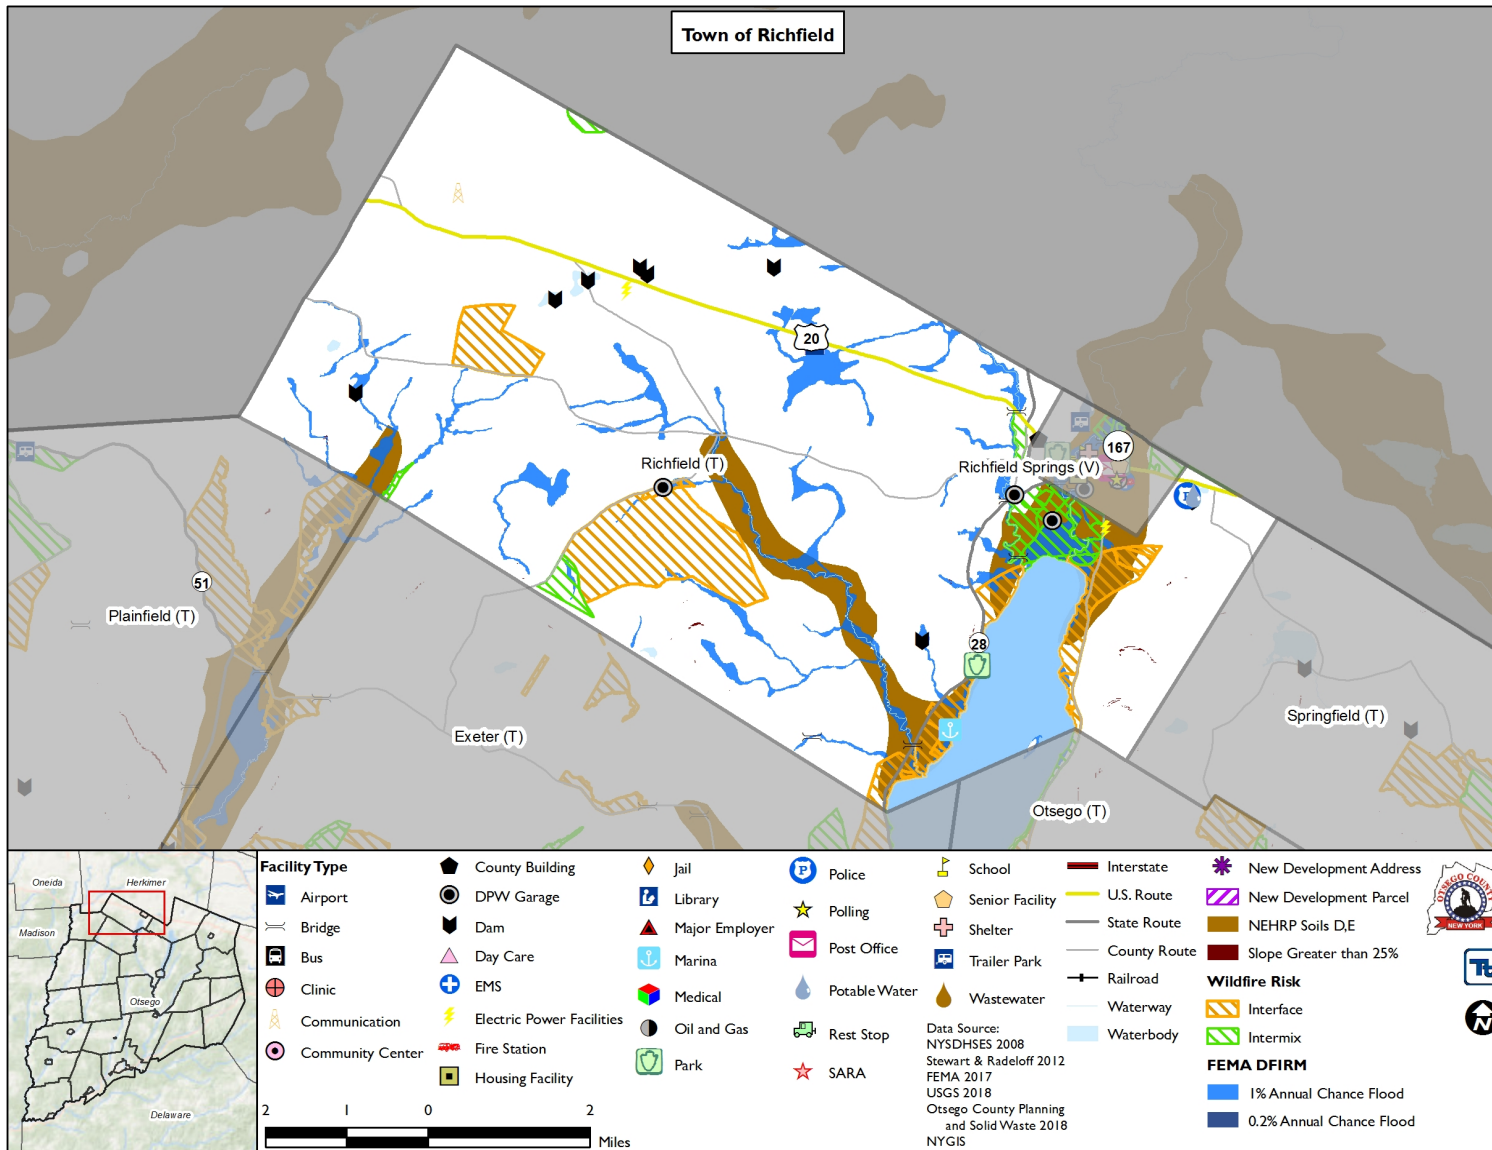 Town of Richfield
20
167
Richfield (T)
Richfield Springs (V)
P
51
Plainfield (T)
28
Exeter (T)
Springfield (T)
Otsego (T)
Oneida
Herkimer
Madison
Otsego
Delaware
Facility Type
Airport
Bridge
Bus
Clinic
Communication
Community Center
County Building
DPW Garage
Dam
Day Care
EMS
Electric Power Facilities
Fire Station
Housing Facility
Jail
Library
Major Employer
Marina
Medical
Oil and Gas
Park
P
Police
Polling
Post Office
Potable Water
Rest Stop
SARA
School
Senior Facility
Shelter
Trailer Park
Wastewater
Data Source:
NYSDHSES 2008
Stewart & Radeloff 2012
FEMA 2017
USGS 2018
Otsego County Planning
and Solid Waste 2018
NYGIS
Interstate
U.S. Route
State Route
County Route
Railroad
Waterway
Waterbody
New Development Address
New Development Parcel
NEHRP Soils D,E
Slope Greater than 25%
Wildfire Risk
Interface
Intermix
FEMA DFIRM
1% Annual Chance Flood
0.2% Annual Chance Flood
OTSEGO COUNTY
NEW YORK
N
2 1 0 2
Miles